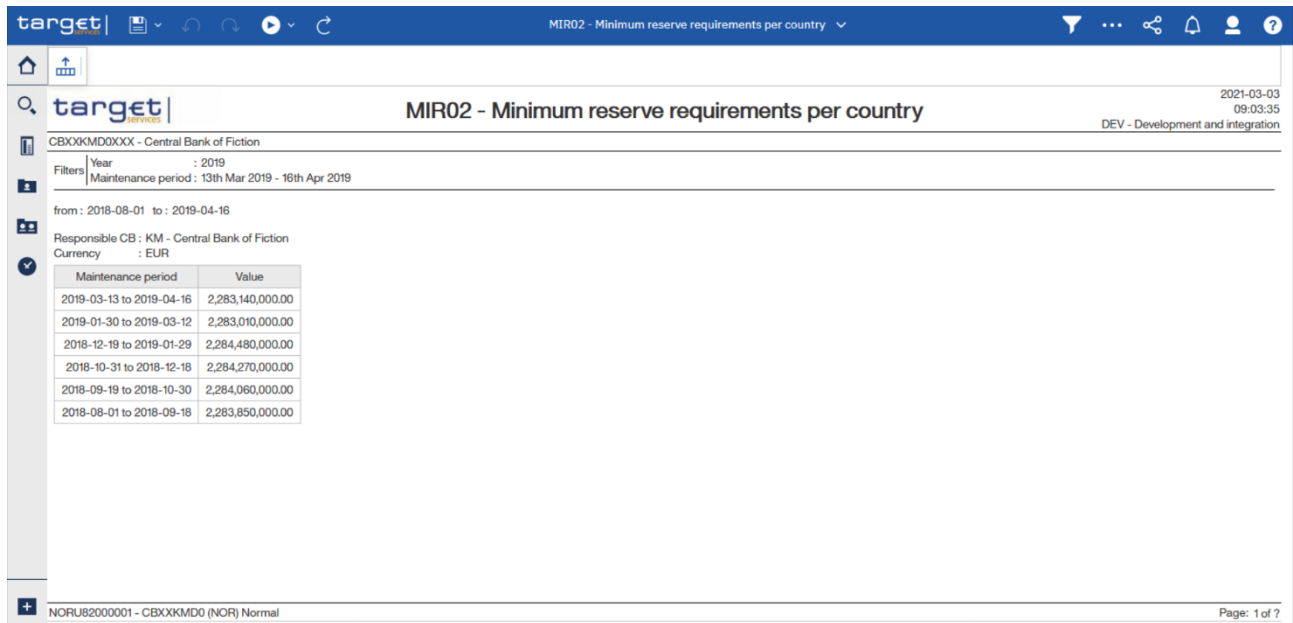 target| services
MIR02 - Minimum reserve requirements per country
target| services
MIR02 - Minimum reserve requirements per country
2021-03-03
09:03:35
DEV - Development and integration
CBXXKMD0XXX - Central Bank of Fiction
Filters
Year : 2019
Maintenance period : 13th Mar 2019 - 16th Apr 2019
from : 2018-08-01 to : 2019-04-16
Responsible CB : KM - Central Bank of Fiction
Currency : EUR
Maintenance period Value
2019-03-13 to 2019-04-16 2,283,140,000.00
2019-01-30 to 2019-03-12 2,283,010,000.00
2018-12-19 to 2019-01-29 2,284,480,000.00
2018-10-31 to 2018-12-18 2,284,270,000.00
2018-09-19 to 2018-10-30 2,284,060,000.00
2018-08-01 to 2018-09-18 2,283,850,000.00
NORU82000001 - CBXXKMD0 (NOR) Normal
Page: 1 of ?